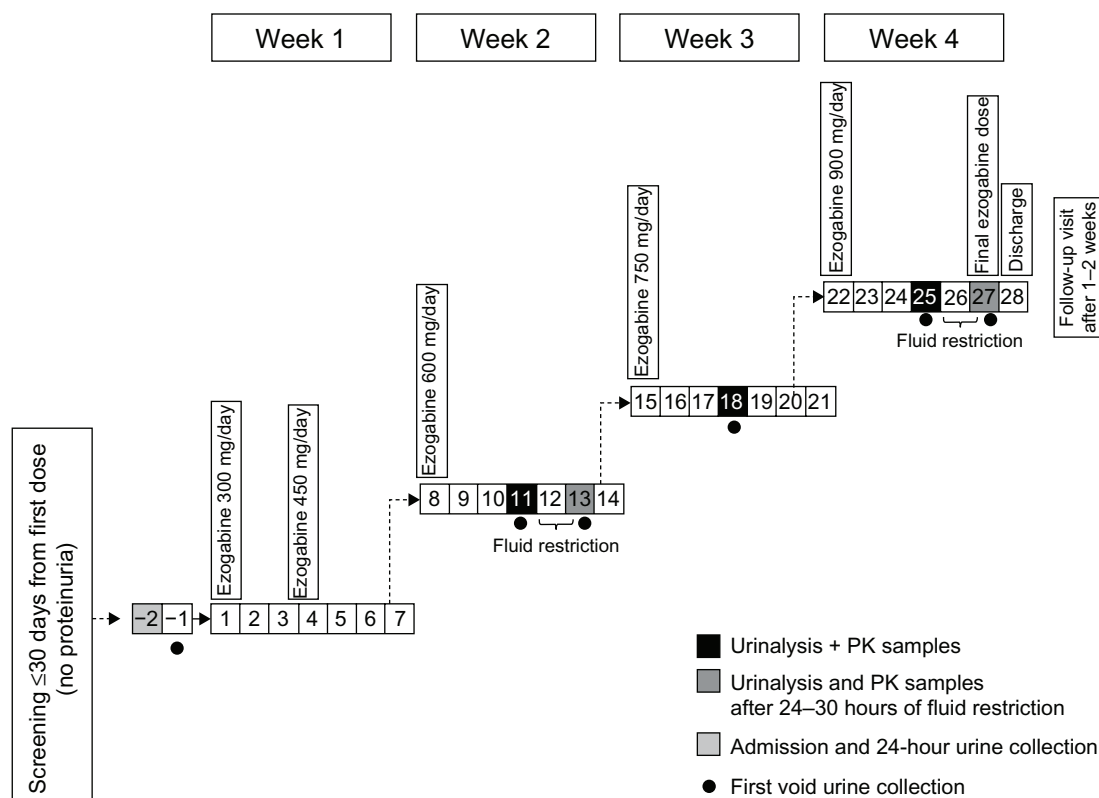 Week 1
Week 2
Week 3
Week 4
Screening ≤30 days from first dose
(no proteinuria)
−2 −1
Ezogabine 300 mg/day
Ezogabine 450 mg/day
1 2 3 4 5 6 7
Ezogabine 600 mg/day
8 9 10 11 12 13 14
Fluid restriction
Ezogabine 750 mg/day
15 16 17 18 19 20 21
Ezogabine 900 mg/day
Final ezogabine dose
Discharge
22 23 24 25 26 27 28
Fluid restriction
Follow-up visit
after 1–2 weeks
Urinalysis + PK samples
Urinalysis and PK samples
after 24–30 hours of fluid restriction
Admission and 24-hour urine collection
First void urine collection